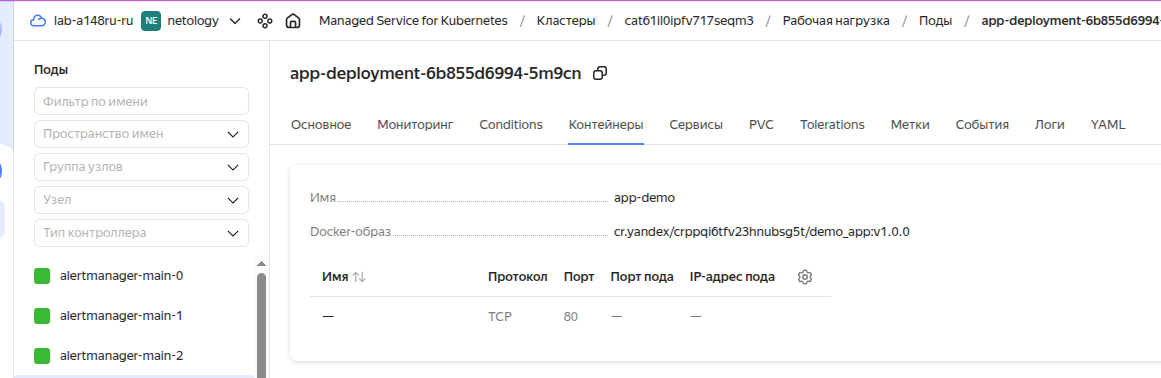 lab-a148ru-ru NE netology Managed Service for Kubernetes / Кластеры / cat61il0ipfv717seqm3 / Рабочая нагрузка / Поды / app-deployment-6b855d6994-
Поды
Фильтр по имени
Пространство имен
Группа узлов
Узел
Тип контроллера
alertmanager-main-0
alertmanager-main-1
alertmanager-main-2
app-deployment-6b855d6994-5m9cn
Основное Мониторинг Conditions Контейнеры Сервисы PVC Tolerations Метки События Логи YAML
Имя app-demo
Docker-образ cr.yandex/crppqi6tfv23hnubsg5t/demo_app:v1.0.0
Имя Протокол Порт Порт пода IP-адрес пода
— TCP 80 — —